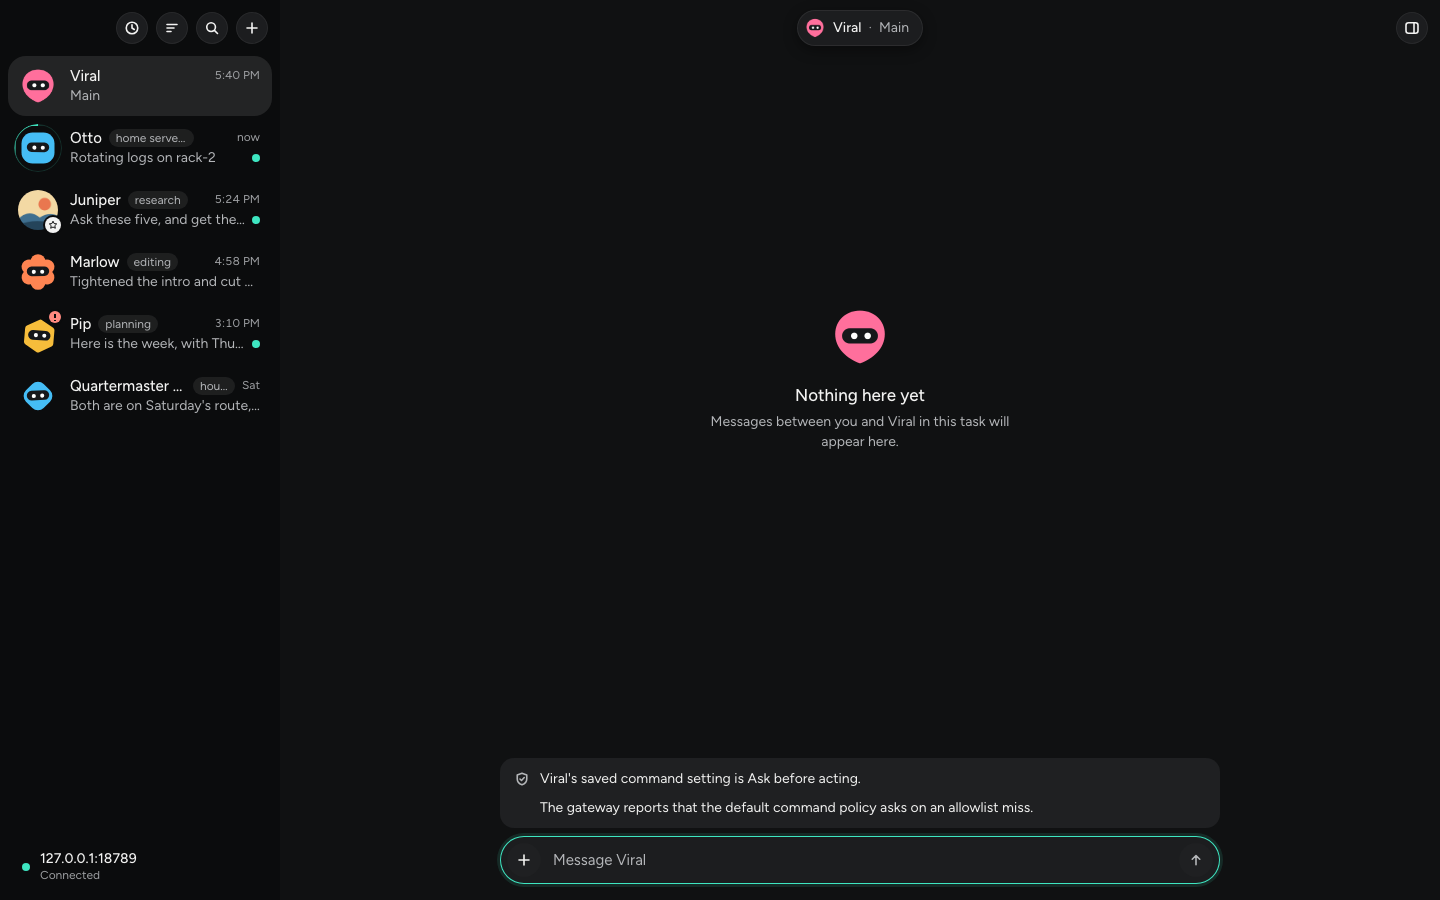 Viral · Main
Viral 5:40 PM
Main
Otto home serve... now
Rotating logs on rack-2
Juniper research 5:24 PM
Ask these five, and get the...
Marlow editing 4:58 PM
Tightened the intro and cut ...
Pip planning 3:10 PM
Here is the week, with Thu...
Quartermaster ... hou... Sat
Both are on Saturday's route,...
Nothing here yet
Messages between you and Viral in this task will
appear here.
Viral's saved command setting is Ask before acting.
The gateway reports that the default command policy asks on an allowlist miss.
Message Viral
127.0.0.1:18789
Connected